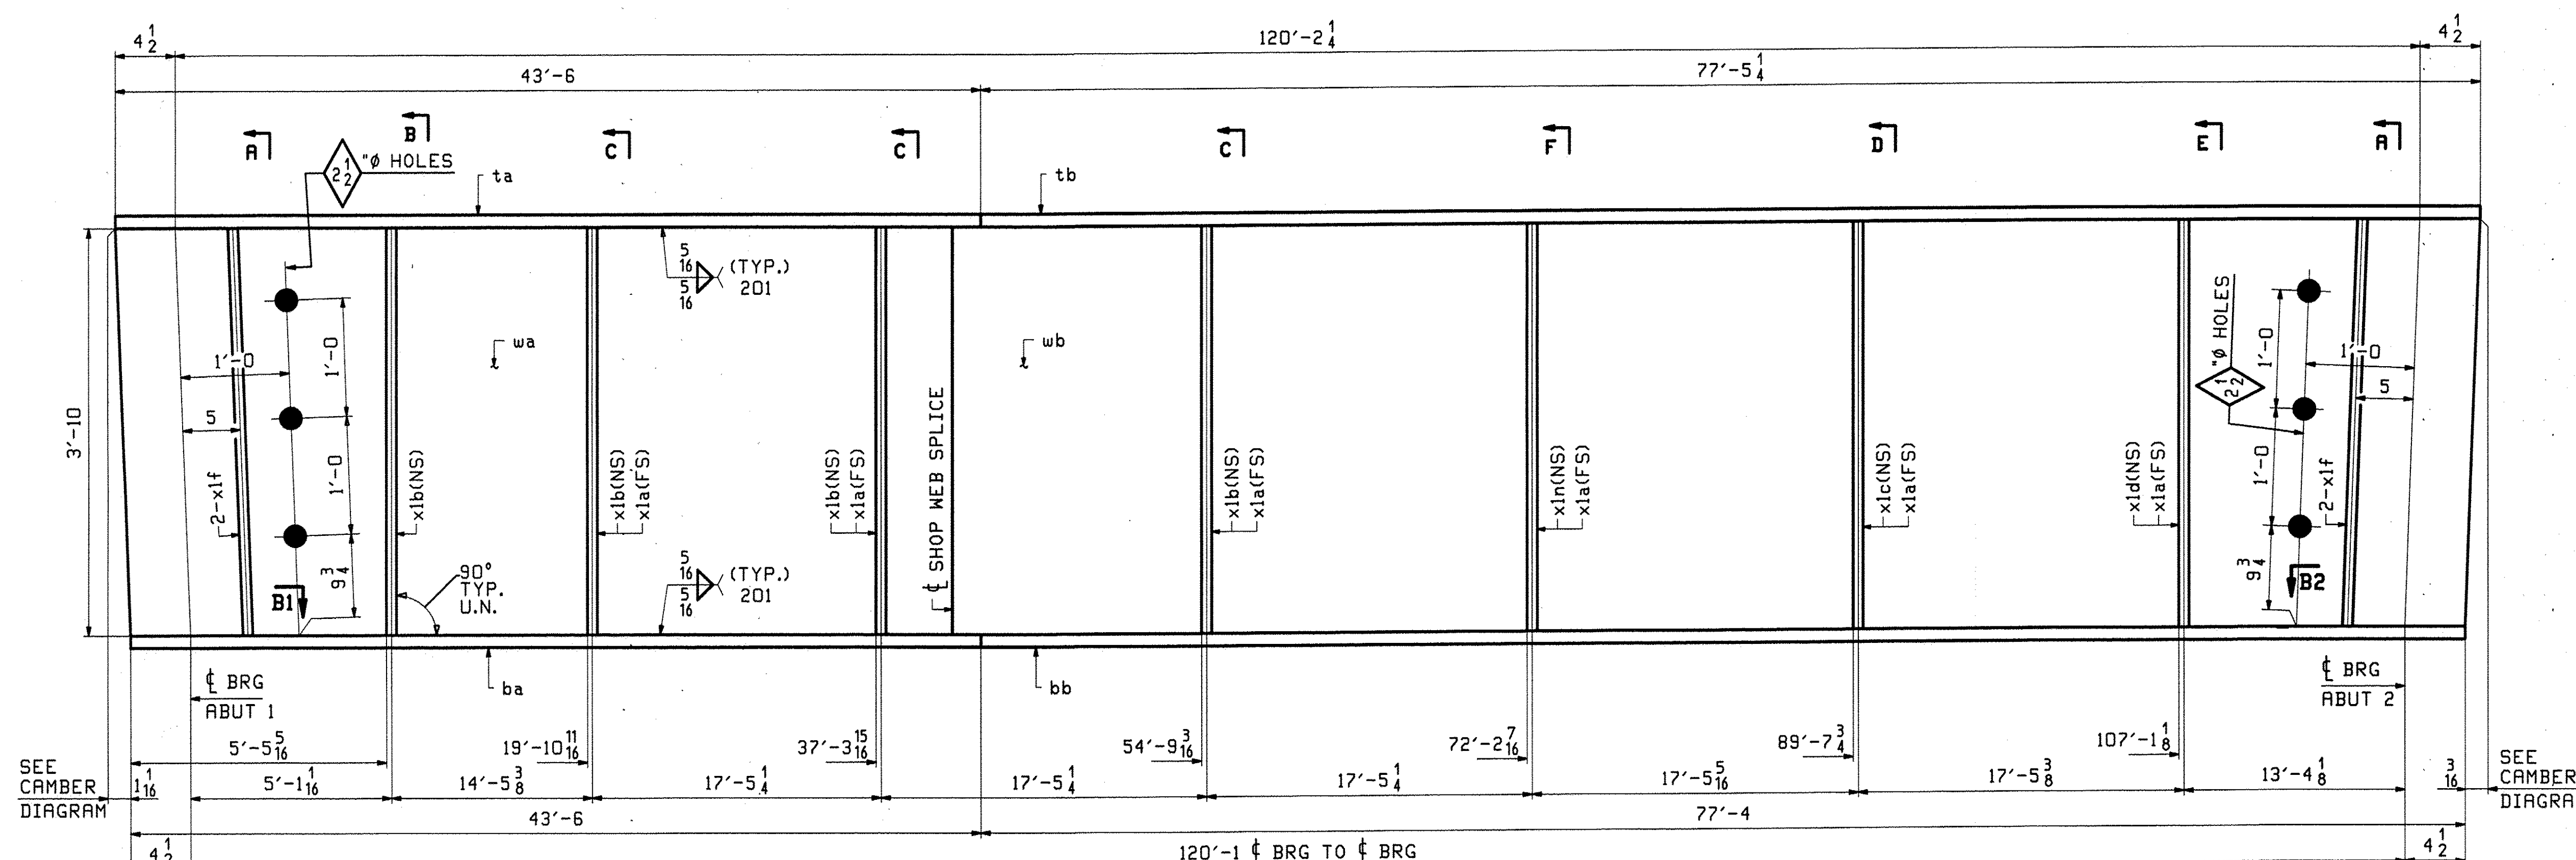 4 1/2
120'-2 1/4
4 1/2
43'-6
77'-5 1/4
A
B
C
C
C
F
D
E
A
2 1/2 "Ø HOLES
ta
tb
5/16
5/16
(TYP.)
201
wa
wb
1'-0
1'-0
5
1'-0
9 3/4
3'-10
2-x1f
x1b(NS)
x1b(NS)
x1a(FS)
x1b(NS)
x1a(FS)
℄ SHOP WEB SPLICE
x1b(NS)
x1a(FS)
x1n(NS)
x1a(FS)
x1c(NS)
x1a(FS)
x1d(NS)
x1a(FS)
2 1/2 "Ø HOLES
1'-0
1'-0
5
1'-0
9 3/4
2-x1f
B1
90°
TYP.
U.N.
5/16
5/16
(TYP.)
201
B2
℄ BRG
ABUT 1
ba
bb
℄ BRG
ABUT 2
5'-5 5/16
19'-10 11/16
37'-3 15/16
54'-9 3/16
72'-2 7/16
89'-7 3/4
107'-1 1/8
SEE
CAMBER
DIAGRAM
1 1/16
5'-1 1/16
14'-5 3/8
17'-5 1/4
17'-5 1/4
17'-5 1/4
17'-5 5/16
17'-5 3/8
13'-4 1/8
3/16
SEE
CAMBER
DIAGRA
43'-6
77'-4
4 1/2
120'-1 ℄ BRG TO ℄ BRG
4 1/2